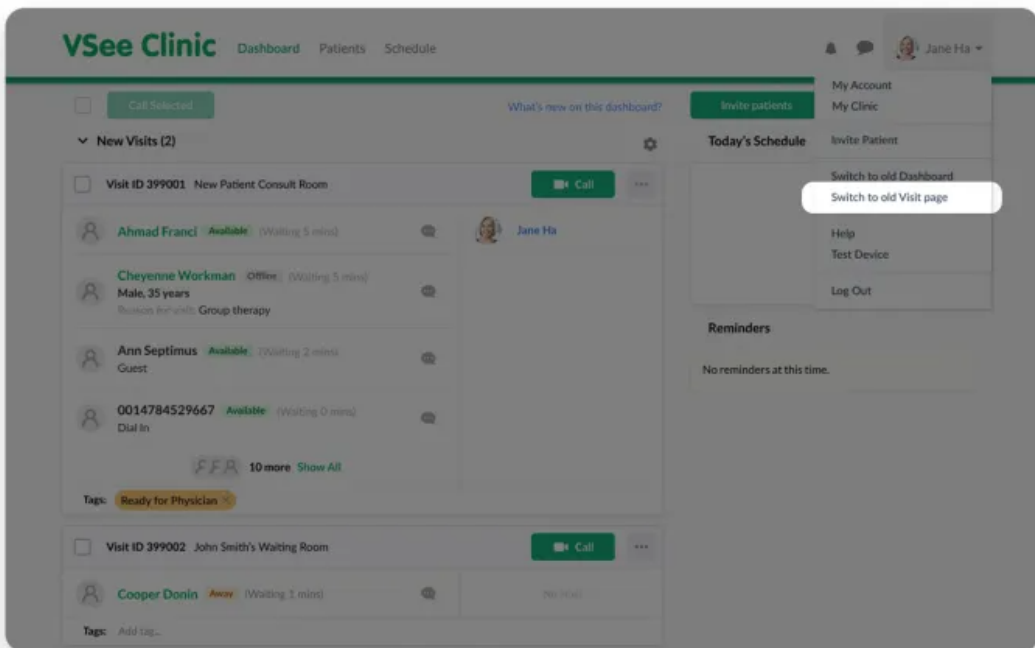 VSee Clinic Dashboard Patients Schedule Jane Ha
Call Selected What's new on this dashboard? Invite patients
New Visits (2)
Visit ID 399001 New Patient Consult Room Call
Ahmad Franci Available (Waiting 5 mins) Jane Ha
Cheyenne Workman Offline (Waiting 5 mins)
Male, 35 years
Reason for visit: Group therapy
Ann Septimus Available (Waiting 2 mins)
Guest
0014784529667 Available (Waiting 0 mins)
Dial In
10 more Show All
Tags: Ready for Physician ×
Visit ID 399002 John Smith's Waiting Room Call
Cooper Donin Away (Waiting 1 mins)
Tags: Add tag...
Today's Schedule
Reminders
No reminders at this time.
My Account
My Clinic
Invite Patient
Switch to old Dashboard
Switch to old Visit page
Help
Test Device
Log Out